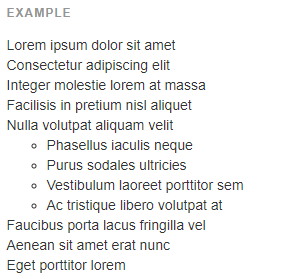 EXAMPLE
Lorem ipsum dolor sit amet
Consectetur adipiscing elit
Integer molestie lorem at massa
Facilisis in pretium nisl aliquet
Nulla volutpat aliquam velit
Phasellus iaculis neque
Purus sodales ultricies
Vestibulum laoreet porttitor sem
Ac tristique libero volutpat at
Faucibus porta lacus fringilla vel
Aenean sit amet erat nunc
Eget porttitor lorem